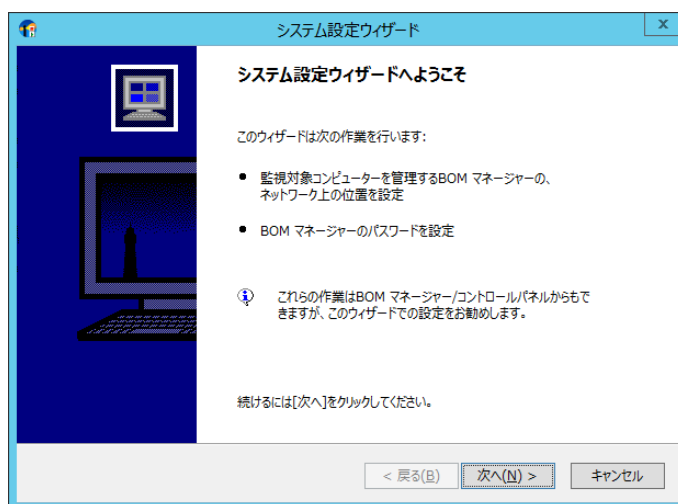 システム設定ウィザード
x
システム設定ウィザードへようこそ
このウィザードは次の作業を行います:
● 監視対象コンピューターを管理するBOM マネージャーの、
ネットワーク上の位置を設定
● BOM マネージャーのパスワードを設定
これらの作業はBOM マネージャー/コントロールパネルからもで
きますが、このウィザードでの設定をお勧めします。
続けるには[次へ]をクリックしてください。
< 戻る(B) 次へ(N) > キャンセル